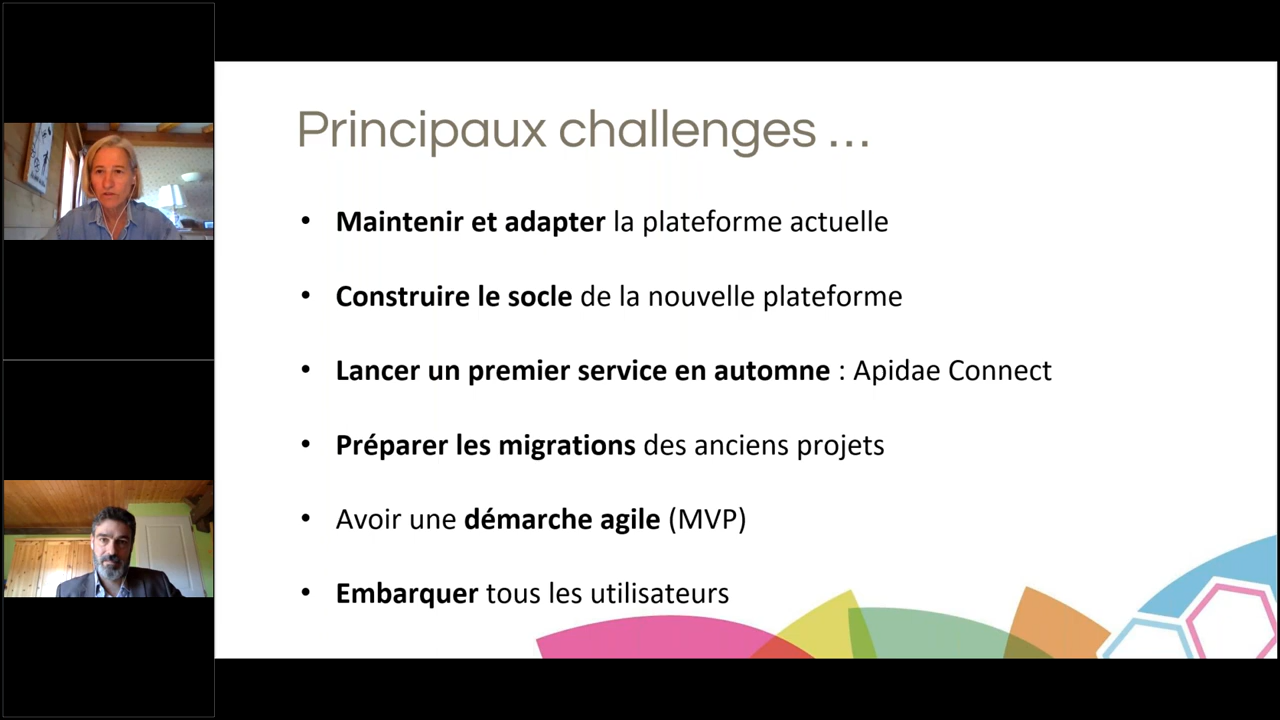 Principaux challenges ...
• Maintenir et adapter la plateforme actuelle
• Construire le socle de la nouvelle plateforme
• Lancer un premier service en automne : Apidae Connect
• Préparer les migrations des anciens projets
• Avoir une démarche agile (MVP)
• Embarquer tous les utilisateurs